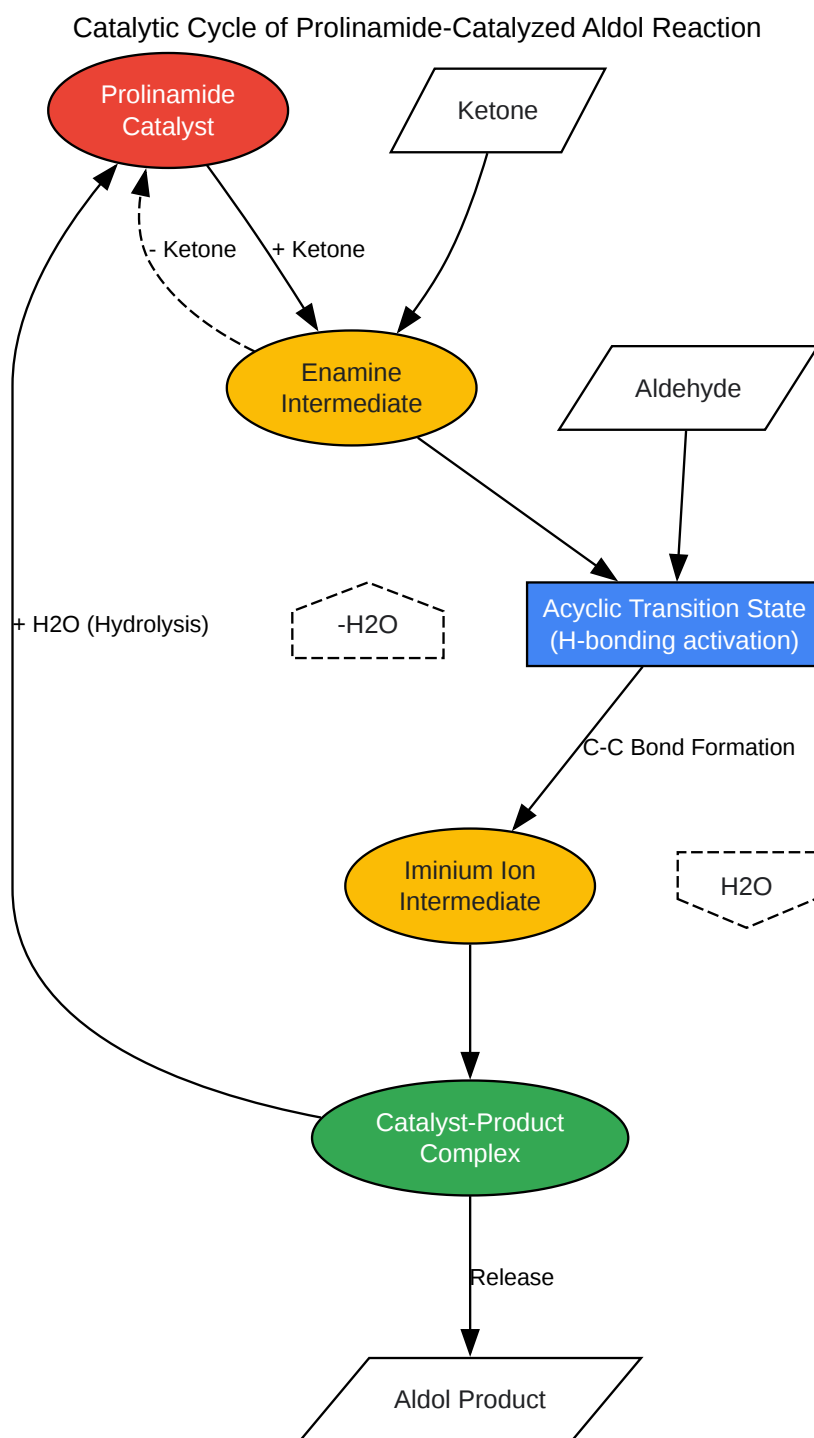 Catalytic Cycle of Prolinamide-Catalyzed Aldol Reaction
Prolinamide
Catalyst
Ketone
- Ketone
+ Ketone
Enamine
Intermediate
Aldehyde
+ H2O (Hydrolysis)
-H2O
Acyclic Transition State
(H-bonding activation)
C-C Bond Formation
Iminium Ion
Intermediate
H2O
Catalyst-Product
Complex
Release
Aldol Product